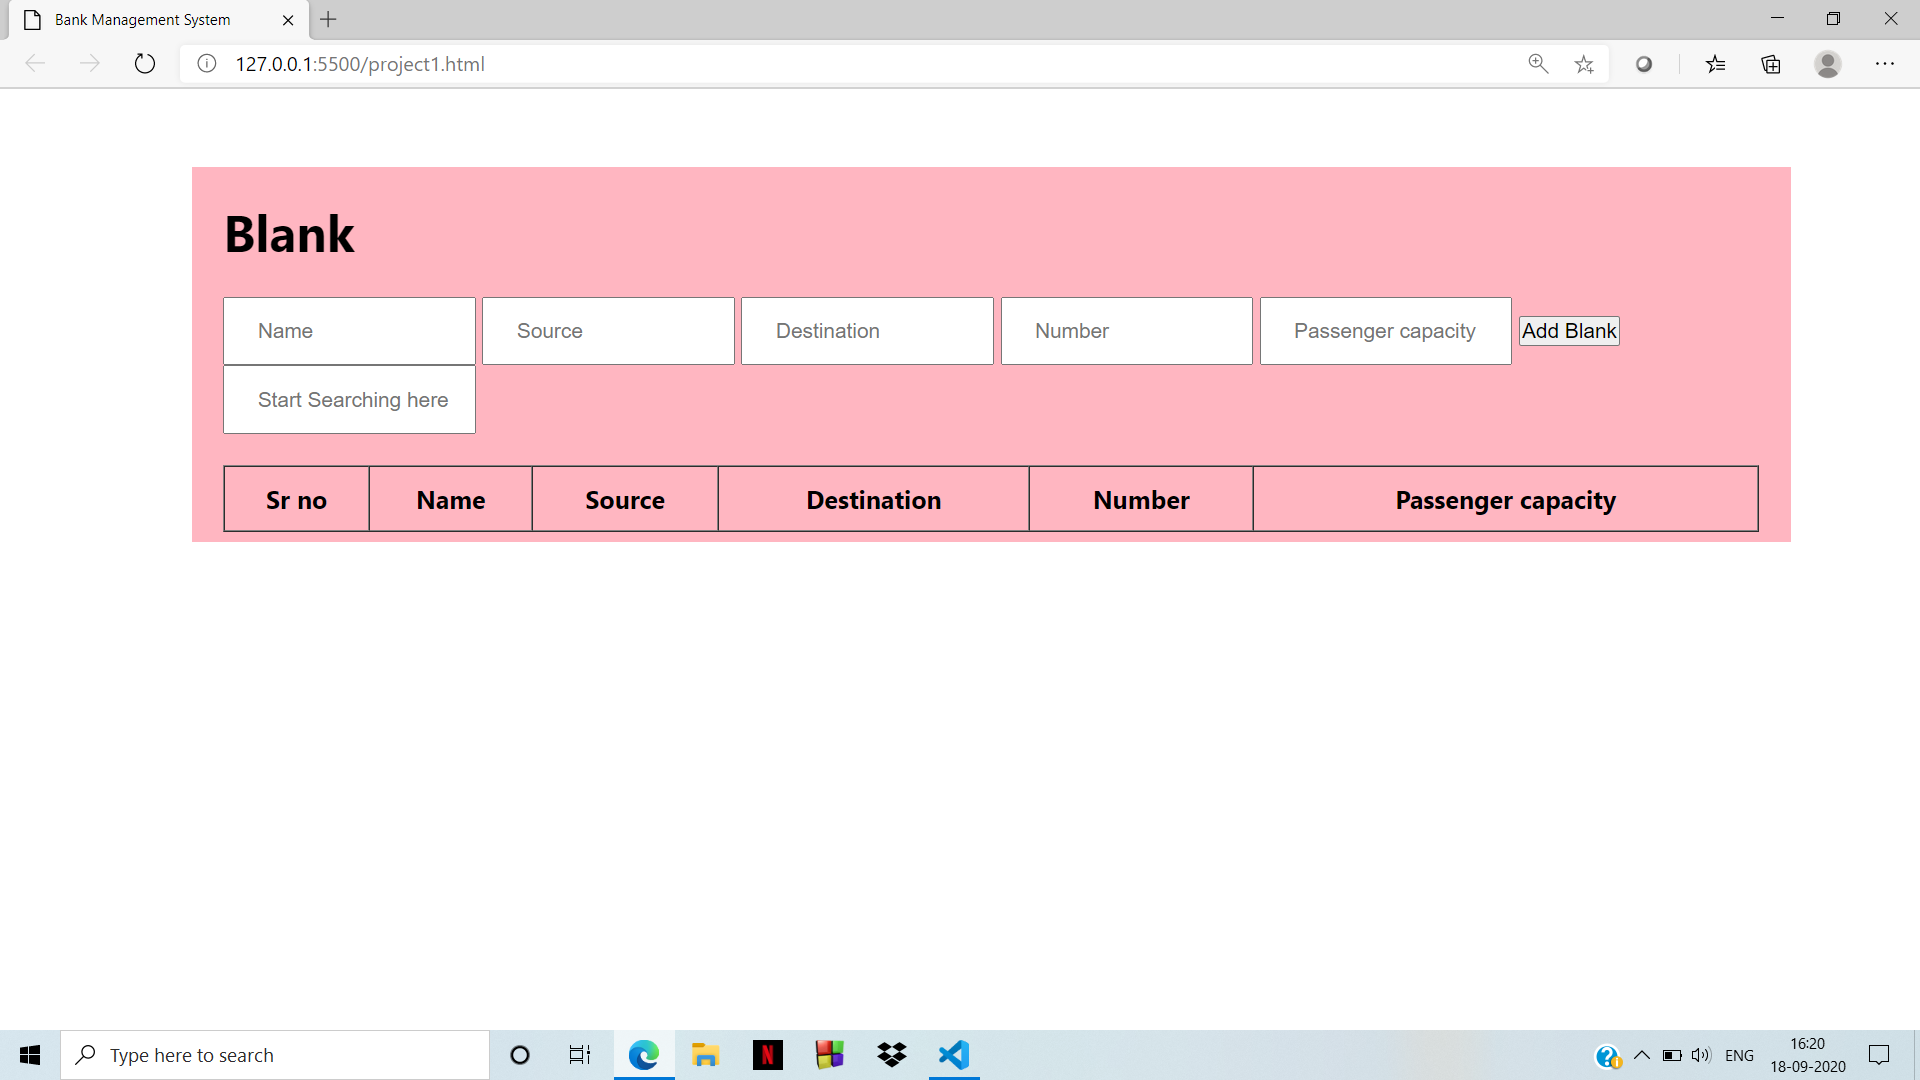 Bank Management System
127.0.0.1:5500/project1.html
Blank
Name Source Destination Number Passenger capacity Add Blank
Start Searching here
Sr no Name Source Destination Number Passenger capacity
Type here to search
N
ENG
16:20
18-09-2020